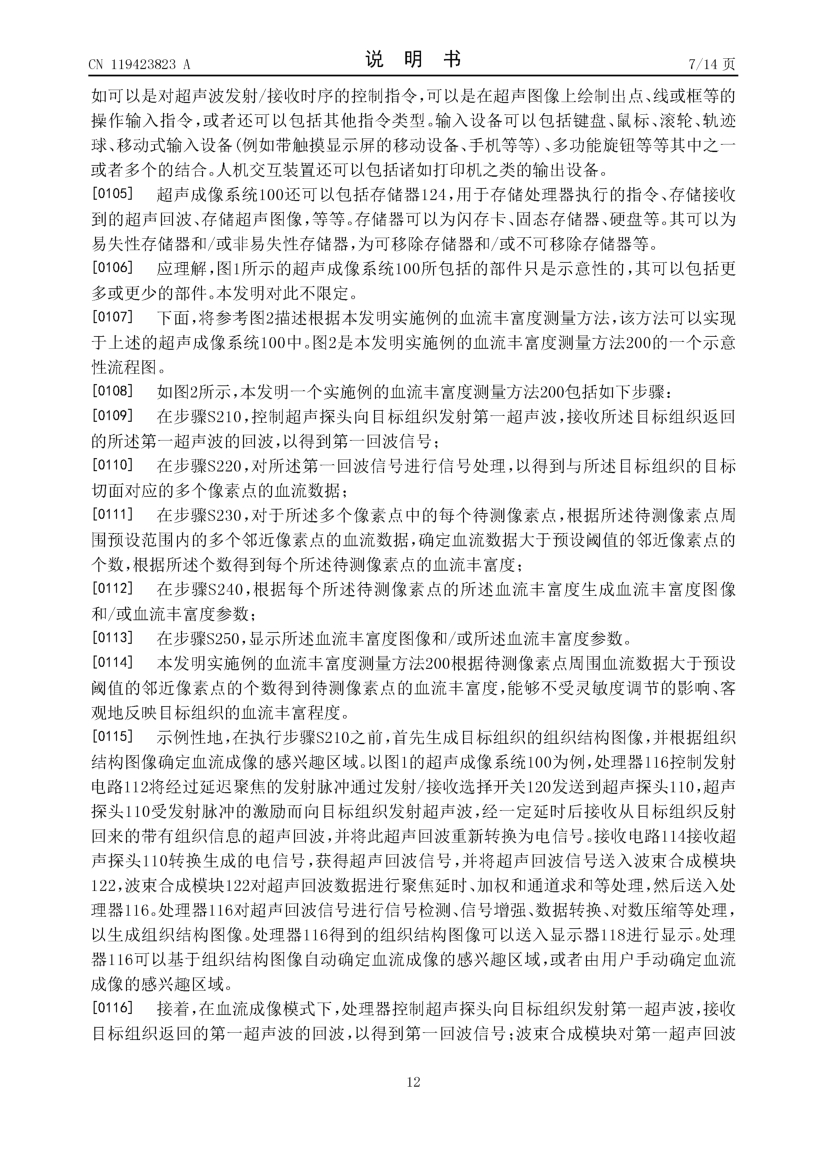 CN 119423823 A
说 明 书
7/14 页
如可以是对超声波发射/接收时序的控制指令,可以是在超声图像上绘制出点、线或框等的
操作输入指令,或者还可以包括其他指令类型。输入设备可以包括键盘、鼠标、滚轮、轨迹
球、移动式输入设备(例如带触摸显示屏的移动设备、手机等等)、多功能旋钮等等其中之一
或者多个的结合。人机交互装置还可以包括诸如打印机之类的输出设备。
[0105] 超声成像系统100还可以包括存储器124,用于存储处理器执行的指令、存储接收
到的超声回波、存储超声图像,等等。存储器可以为闪存卡、固态存储器、硬盘等。其可以为
易失性存储器和/或非易失性存储器,为可移除存储器和/或不可移除存储器等。
[0106] 应理解,图1所示的超声成像系统100所包括的部件只是示意性的,其可以包括更
多或更少的部件。本发明对此不限定。
[0107] 下面,将参考图2描述根据本发明实施例的血流丰富度测量方法,该方法可以实现
于上述的超声成像系统100中。图2是本发明实施例的血流丰富度测量方法200的一个示意
性流程图。
[0108] 如图2所示,本发明一个实施例的血流丰富度测量方法200包括如下步骤:
[0109] 在步骤S210,控制超声探头向目标组织发射第一超声波,接收所述目标组织返回
的所述第一超声波的回波,以得到第一回波信号;
[0110] 在步骤S220,对所述第一回波信号进行信号处理,以得到与所述目标组织的目标
切面对应的多个像素点的血流数据;
[0111] 在步骤S230,对于所述多个像素点中的每个待测像素点,根据所述待测像素点周
围预设范围内的多个邻近像素点的血流数据,确定血流数据大于预设阈值的邻近像素点的
个数,根据所述个数得到每个所述待测像素点的血流丰富度;
[0112] 在步骤S240,根据每个所述待测像素点的所述血流丰富度生成血流丰富度图像
和/或血流丰富度参数;
[0113] 在步骤S250,显示所述血流丰富度图像和/或所述血流丰富度参数。
[0114] 本发明实施例的血流丰富度测量方法200根据待测像素点周围血流数据大于预设
阈值的邻近像素点的个数得到待测像素点的血流丰富度,能够不受灵敏度调节的影响、客
观地反映目标组织的血流丰富程度。
[0115] 示例性地,在执行步骤S210之前,首先生成目标组织的组织结构图像,并根据组织
结构图像确定血流成像的感兴趣区域。以图1的超声成像系统100为例,处理器116控制发射
电路112将经过延迟聚焦的发射脉冲通过发射/接收选择开关120发送到超声探头110,超声
探头110受发射脉冲的激励而向目标组织发射超声波,经一定延时后接收从目标组织反射
回来的带有组织信息的超声回波,并将此超声回波重新转换为电信号。接收电路114接收超
声探头110转换生成的电信号,获得超声回波信号,并将超声回波信号送入波束合成模块
122,波束合成模块122对超声回波数据进行聚焦延时、加权和通道求和等处理,然后送入处
理器116。处理器116对超声回波信号进行信号检测、信号增强、数据转换、对数压缩等处理,
以生成组织结构图像。处理器116得到的组织结构图像可以送入显示器118进行显示。处理
器116可以基于组织结构图像自动确定血流成像的感兴趣区域,或者由用户手动确定血流
成像的感兴趣区域。
[0116] 接着,在血流成像模式下,处理器控制超声探头向目标组织发射第一超声波,接收
目标组织返回的第一超声波的回波,以得到第一回波信号;波束合成模块对第一超声回波
12